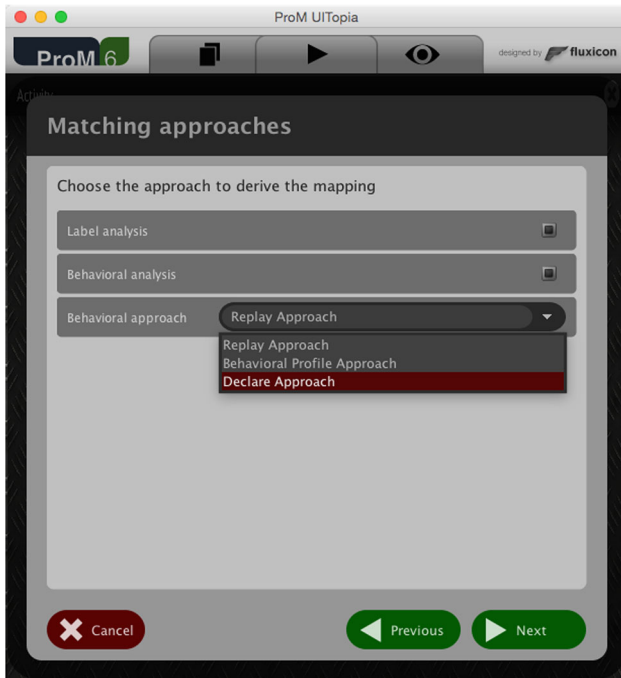 ProM UITopia
ProM 6
designed by fluxicon
Activity
Matching approaches
Choose the approach to derive the mapping
Label analysis
Behavioral analysis
Behavioral approach
Replay Approach
Replay Approach
Behavioral Profile Approach
Declare Approach
Cancel
Previous
Next